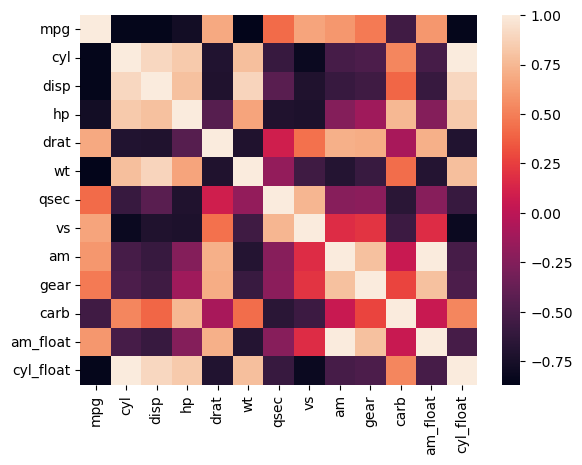 mpg
cyl
disp
hp
drat
wt
qsec
vs
am
gear
carb
am_float
cyl_float
mpg
cyl
disp
hp
drat
wt
qsec
vs
am
gear
carb
am_float
cyl_float
1.00
0.75
0.50
0.25
0.00
−0.25
−0.50
−0.75